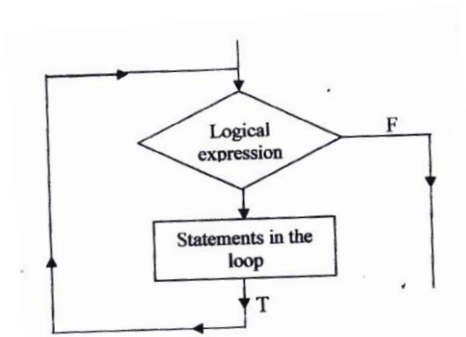 Logical
expression
F
Statements in the
loop
T